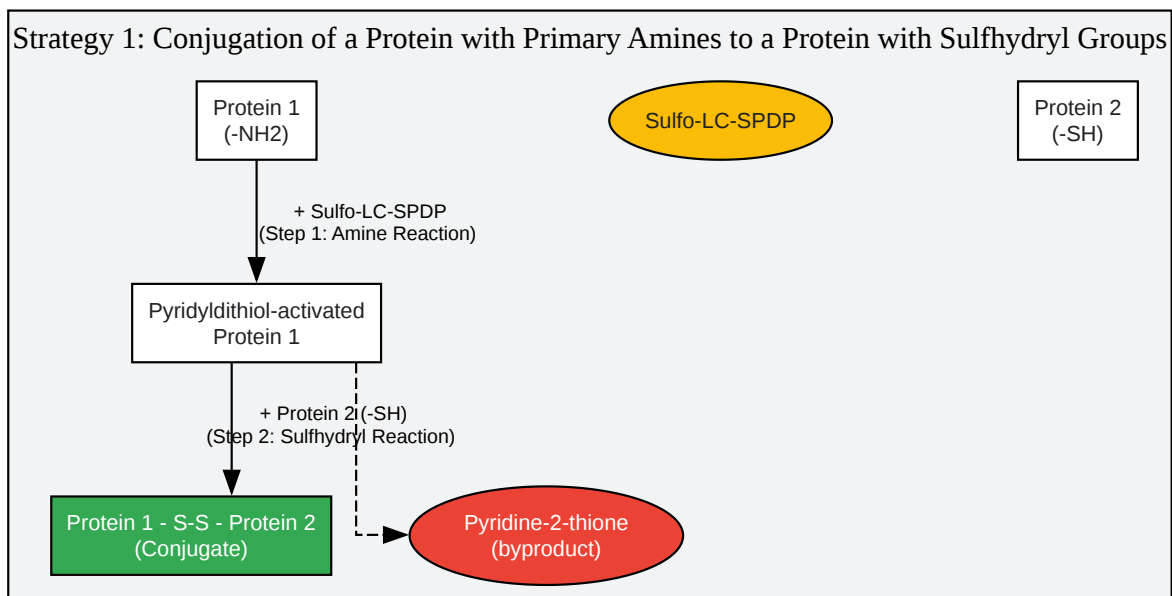 Strategy 1: Conjugation of a Protein with Primary Amines to a Protein with Sulfhydryl Groups
Protein 1
(-NH2)
Sulfo-LC-SPDP
Protein 2
(-SH)
+ Sulfo-LC-SPDP
(Step 1: Amine Reaction)
Pyridyldithiol-activated
Protein 1
+ Protein 2 (-SH)
(Step 2: Sulfhydryl Reaction)
Protein 1 - S-S - Protein 2
(Conjugate)
Pyridine-2-thione
(byproduct)